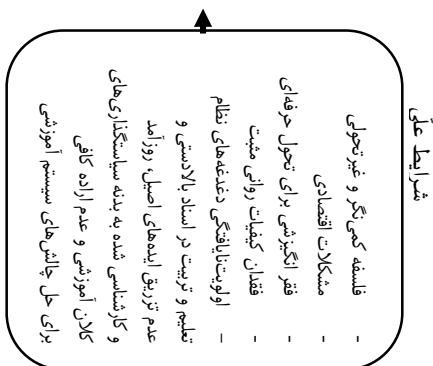 شرایط علّی
- فلسفه کمی‌نگر و غیرتحولی
- مشکلات اقتصادی
- فقر انگیزشی برای تحول حرفه‌ای
- فقدان کیفیات روانی مثبت
- اولویت‌نایافتگی دغدغه‌های نظام
تعلیم و تربیت در اسناد بالادستی و
عدم تزریق ایده‌های اصیل، روزآمد
و کارشناسی شده به بدنه سیاستگذاری‌های
کلان آموزشی و عدم اراده کافی
برای حل چالش‌های سیستم آموزشی